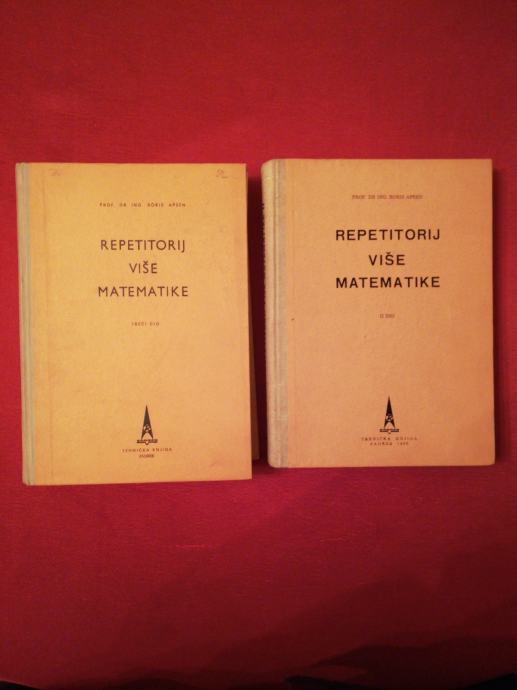 PROF. DR ING. BORIS APSEN
REPETITORIJ
VIŠE
MATEMATIKE
TREĆI DIO
TEHNIČKA KNJIGA
ZAGREB
PROF. DR ING. BORIS APSEN
REPETITORIJ
VIŠE
MATEMATIKE
II DIO
TEHNIČKA KNJIGA
ZAGREB